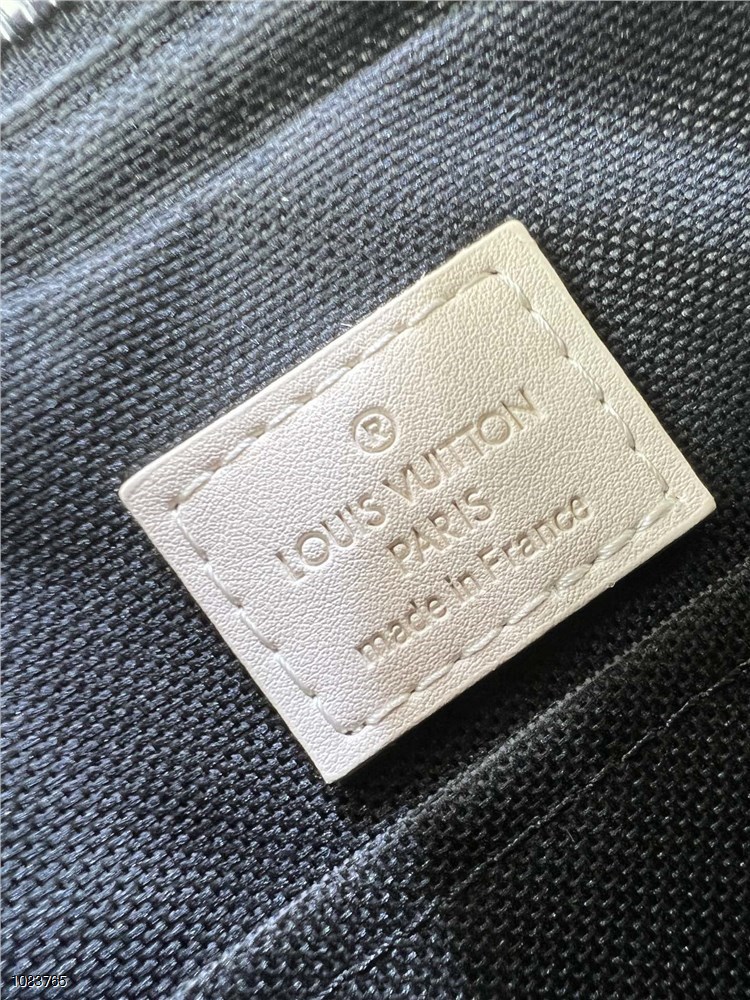 ®
LOUIS VUITTON
PARIS
made in France
1083765